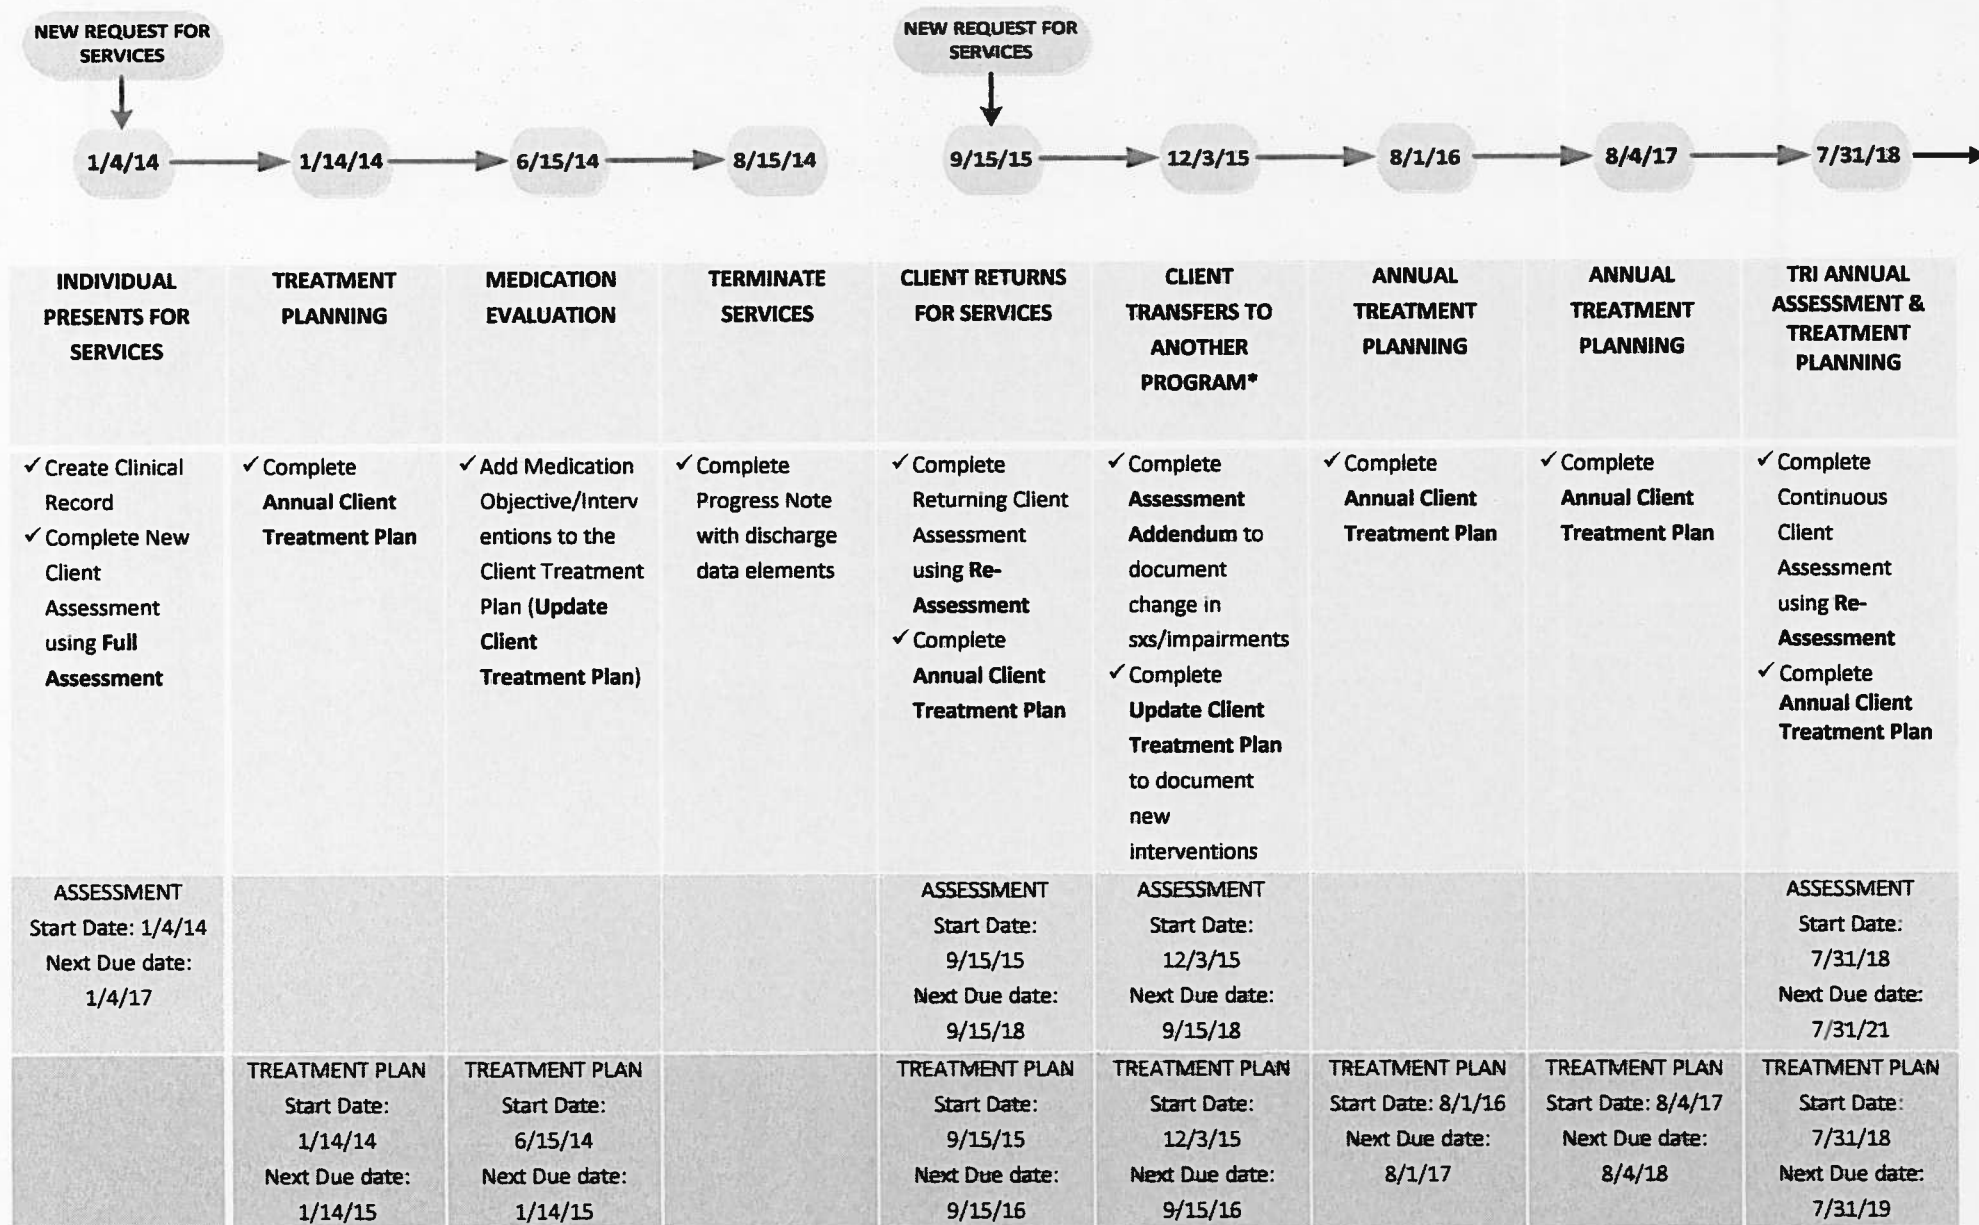 NEW REQUEST FOR
SERVICES
NEW REQUEST FOR
SERVICES
1/4/14
1/14/14
6/15/14
8/15/14
9/15/15
12/3/15
8/1/16
8/4/17
7/31/18
INDIVIDUAL
PRESENTS FOR
SERVICES
TREATMENT
PLANNING
MEDICATION
EVALUATION
TERMINATE
SERVICES
CLIENT RETURNS
FOR SERVICES
CLIENT
TRANSFERS TO
ANOTHER
PROGRAM*
ANNUAL
TREATMENT
PLANNING
ANNUAL
TREATMENT
PLANNING
TRI ANNUAL
ASSESSMENT &
TREATMENT
PLANNING
✓ Create Clinical
Record
✓ Complete New
Client
Assessment
using Full
Assessment
✓ Complete
Annual Client
Treatment Plan
✓ Add Medication
Objective/Interv
entions to the
Client Treatment
Plan (Update
Client
Treatment Plan)
✓ Complete
Progress Note
with discharge
data elements
✓ Complete
Returning Client
Assessment
using Re-
Assessment
✓ Complete
Annual Client
Treatment Plan
✓ Complete
Assessment
Addendum to
document
change in
sxs/impairments
✓ Complete
Update Client
Treatment Plan
to document
new
interventions
✓ Complete
Annual Client
Treatment Plan
✓ Complete
Annual Client
Treatment Plan
✓ Complete
Continuous
Client
Assessment
using Re-
Assessment
✓ Complete
Annual Client
Treatment Plan
ASSESSMENT
Start Date: 1/4/14
Next Due date:
1/4/17
ASSESSMENT
Start Date:
9/15/15
Next Due date:
9/15/18
ASSESSMENT
Start Date:
12/3/15
Next Due date:
9/15/18
ASSESSMENT
Start Date:
7/31/18
Next Due date:
7/31/21
TREATMENT PLAN
Start Date:
1/14/14
Next Due date:
1/14/15
TREATMENT PLAN
Start Date:
6/15/14
Next Due date:
1/14/15
TREATMENT PLAN
Start Date:
9/15/15
Next Due date:
9/15/16
TREATMENT PLAN
Start Date:
12/3/15
Next Due date:
9/15/16
TREATMENT PLAN
Start Date: 8/1/16
Next Due date:
8/1/17
TREATMENT PLAN
Start Date: 8/4/17
Next Due date:
8/4/18
TREATMENT PLAN
Start Date:
7/31/18
Next Due date:
7/31/19